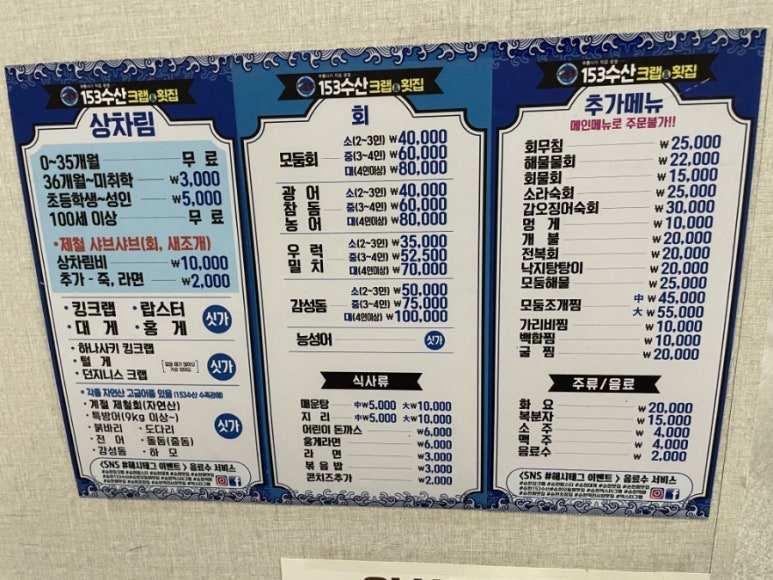 153수산 크랩&횟집
상차림
0~35개월 무 료
36개월~미취학 ₩3,000
초등학생~성인 ₩5,000
100세 이상 무 료
•제철 샤브샤브(회, 새조개)
상차림비 ₩10,000
추가 - 죽, 라면 ₩2,000
•킹크랩 •랍스터
•대 게 •홍 게 싯가
•하나사키 킹크랩
•털 게
•던지니스 크랩 싯가
•각종 자연산 고급어종 있음 (153수산 수족관에)
•계절 제철회(자연산)
•특방어(9kg 이상~)
•붉바리 •도다리
•전 어 •돌돔(줄돔)
•감성돔 •하 모 싯가
<SNS #해시태그 이벤트> 음료수 서비스
153수산 크랩&횟집
회
모둠회 소(2~3인) ₩40,000
중(3~4인) ₩60,000
대(4인이상) ₩80,000
광 어 소(2~3인) ₩40,000
참 돔 중(3~4인) ₩60,000
농 어 대(4인이상) ₩80,000
우 럭 소(2~3인) ₩35,000
밀 치 중(3~4인) ₩52,500
대(4인이상) ₩70,000
감성돔 소(2~3인) ₩50,000
중(3~4인) ₩75,000
대(4인이상) ₩100,000
능성어 싯가
식사류
매운탕 中₩5,000 大₩10,000
지 리 中₩5,000 大₩10,000
어린이 돈까스 ₩6,000
홍게라면 ₩6,000
라 면 ₩3,000
볶 음 밥 ₩3,000
콘치즈추가 ₩2,000
153수산 크랩&횟집
추가메뉴
메인메뉴로 주문불가!!
회무침 ₩25,000
해물물회 ₩22,000
회물회 ₩15,000
소라숙회 ₩25,000
갑오징어숙회 ₩30,000
멍 게 ₩10,000
개 불 ₩20,000
전복회 ₩20,000
낙지탕탕이 ₩20,000
모둠해물 ₩25,000
모둠조개찜 中 ₩45,000
大 ₩55,000
가리비찜 ₩10,000
백합찜 ₩10,000
굴 찜 ₩20,000
주류/음료
화 요 ₩20,000
복분자 ₩15,000
소 주 ₩4,000
맥 주 ₩4,000
음료수 ₩2,000
<SNS #해시태그 이벤트> 음료수 서비스